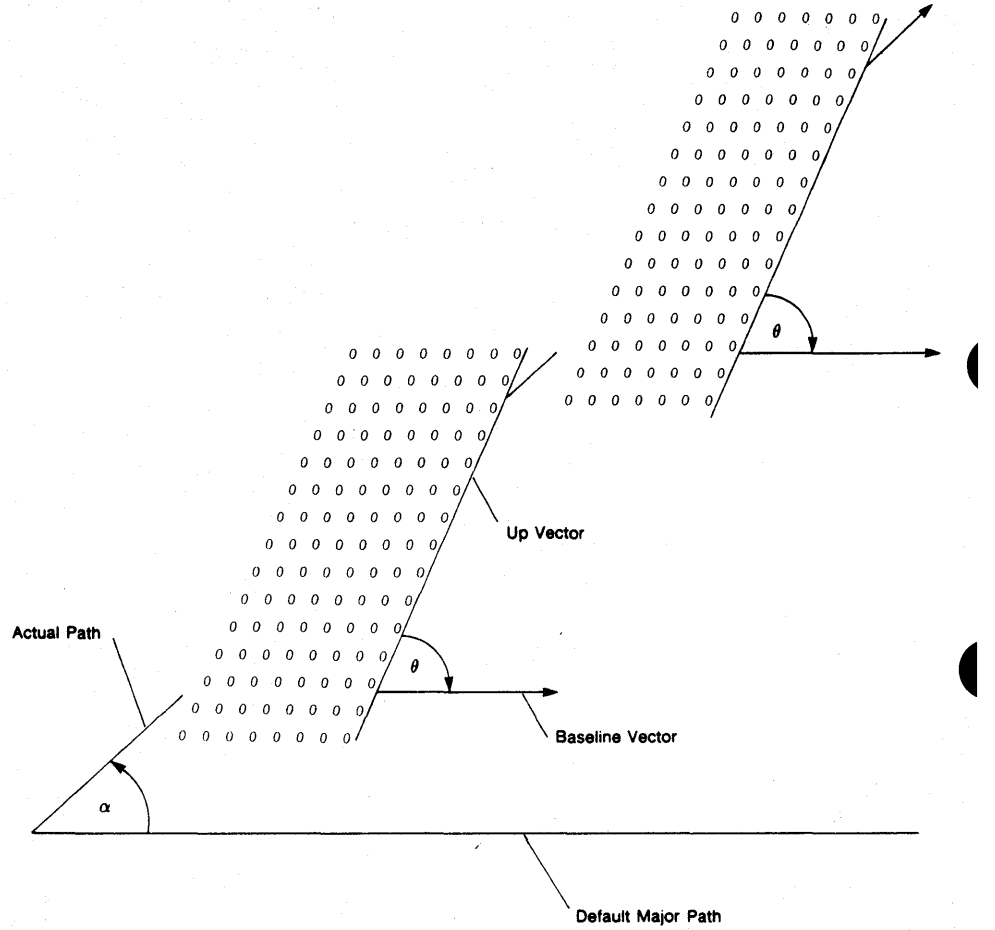 θ
Up Vector
Actual Path
θ
Baseline Vector
α
Default Major Path